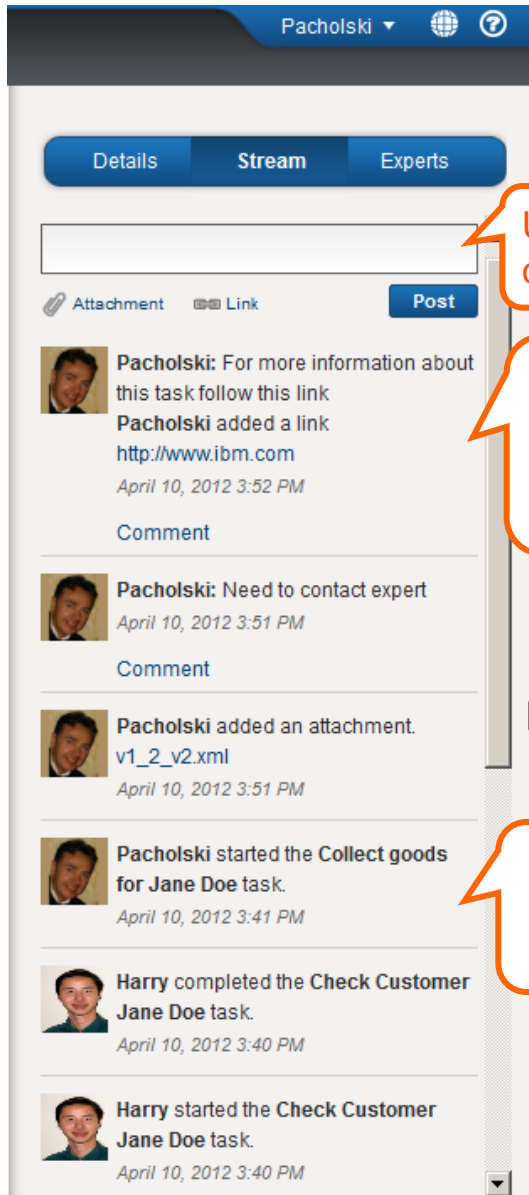 Pacholski
Details Stream Experts
Attachment Link Post
Pacholski: For more information about
this task follow this link
Pacholski added a link
http://www.ibm.com
April 10, 2012 3:52 PM
Comment
Pacholski: Need to contact expert
April 10, 2012 3:51 PM
Comment
Pacholski added an attachment.
v1_2_v2.xml
April 10, 2012 3:51 PM
Pacholski started the Collect goods
for Jane Doe task.
April 10, 2012 3:41 PM
Harry completed the Check Customer
Jane Doe task.
April 10, 2012 3:40 PM
Harry started the Check Customer
Jane Doe task.
April 10, 2012 3:40 PM